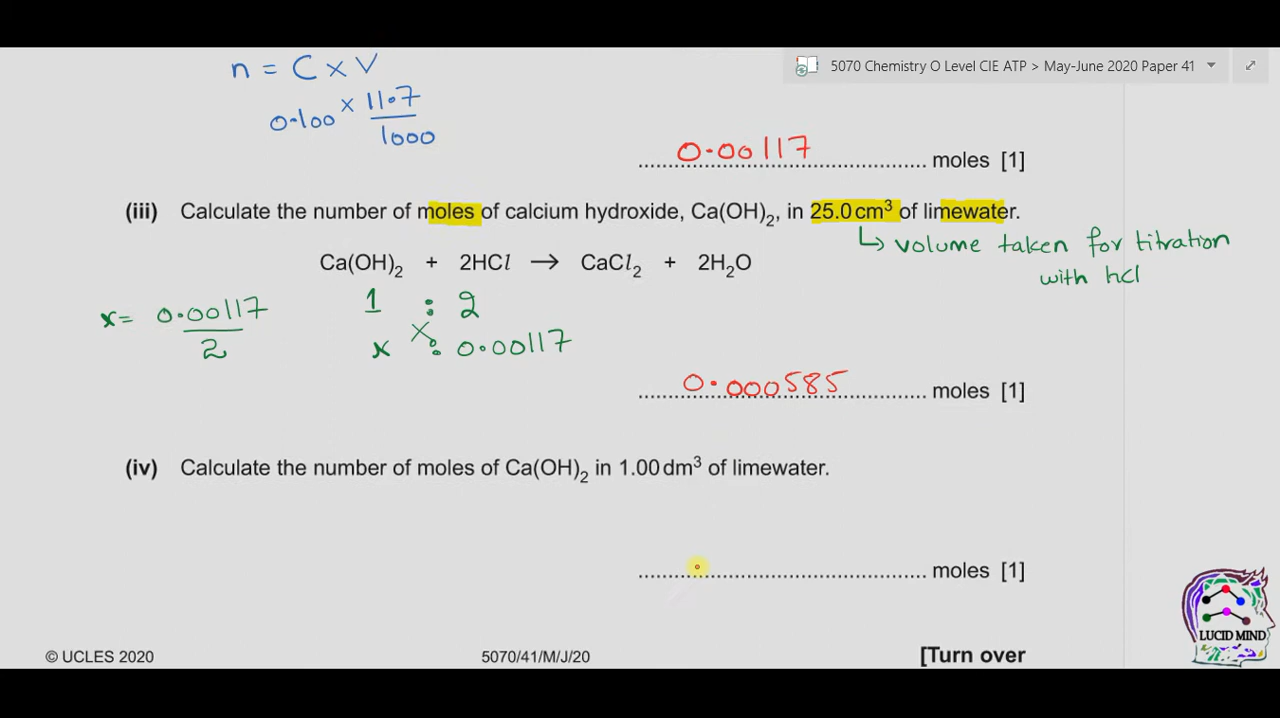 n = C x V
5070 Chemistry O Level CIE ATP > May-June 2020 Paper 41
0.100 x 11.7
1000
0.00117
moles [1]
(iii) Calculate the number of moles of calcium hydroxide, Ca(OH)₂, in 25.0 cm³ of limewater.
↳ volume taken for titration
with hcl
Ca(OH)₂ + 2HCl → CaCl₂ + 2H₂O
1 : 2
x = 0.00117
2
x : 0.00117
0.000585
moles [1]
(iv) Calculate the number of moles of Ca(OH)₂ in 1.00 dm³ of limewater.
moles [1]
LUCID MIND
© UCLES 2020
5070/41/M/J/20
[Turn over